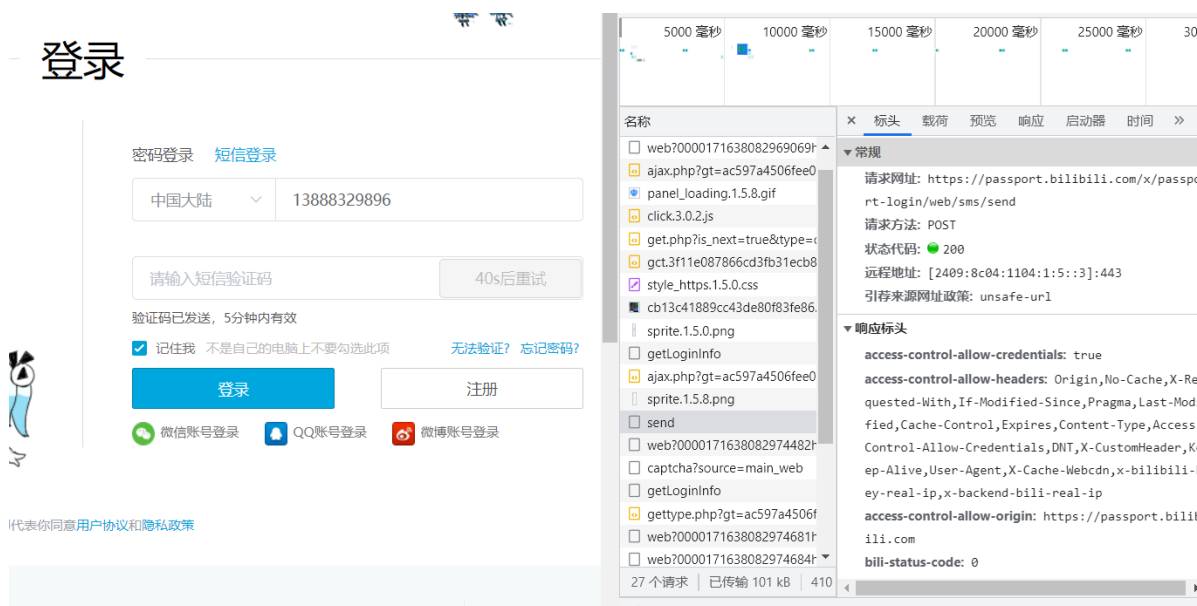 登录
密码登录 短信登录
中国大陆 13888329896
请输入短信验证码 40s后重试
验证码已发送，5分钟内有效
记住我 不是自己的电脑上不要勾选此项 无法验证? 忘记密码?
登录 注册
微信账号登录 QQ账号登录 微博账号登录
代表你同意用户协议和隐私政策
5000 毫秒 10000 毫秒 15000 毫秒 20000 毫秒 25000 毫秒 30
名称
web?0000171638082969069h
ajax.php?gt=ac597a4506fee0
panel_loading.1.5.8.gif
click.3.0.2.js
get.php?is_next=true&type=c
gct.3f11e087866cd3fb31ecb8
style_https.1.5.0.css
cb13c41889cc43de80f83fe86.
sprite.1.5.0.png
getLoginInfo
ajax.php?gt=ac597a4506fee0
sprite.1.5.8.png
send
web?0000171638082974482h
captcha?source=main_web
getLoginInfo
gettype.php?gt=ac597a4506f
web?0000171638082974681h
web?0000171638082974684h
27 个请求 已传输 101 kB 410
× 标头 载荷 预览 响应 启动器 时间 »
常规
请求网址: https://passport.bilibili.com/x/passpo
rt-login/web/sms/send
请求方法: POST
状态代码: 200
远程地址: [2409:8c04:1104:1:5::3]:443
引荐来源网址政策: unsafe-url
响应标头
access-control-allow-credentials: true
access-control-allow-headers: Origin,No-Cache,X-Re
quested-With,If-Modified-Since,Pragma,Last-Modi
fied,Cache-Control,Expires,Content-Type,Access-
Control-Allow-Credentials,DNT,X-CustomHeader,Ke
ep-Alive,User-Agent,X-Cache-Webcdn,x-bilibili-k
ey-real-ip,x-backend-bili-real-ip
access-control-allow-origin: https://passport.bilib
ili.com
bili-status-code: 0